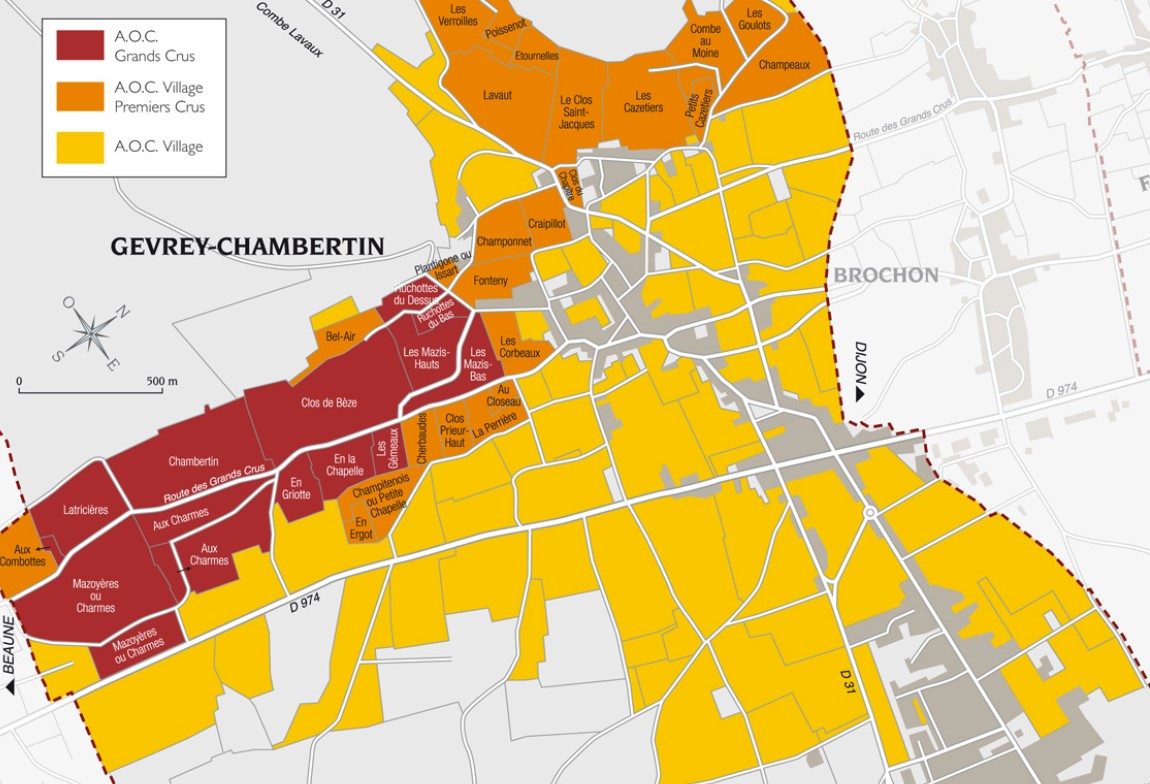 A.O.C.
Grands Crus
A.O.C. Village
Premiers Crus
A.O.C. Village
D 31
Combe Lavaux
Les
Verroilles
Poissenot
Etournelles
Lavaut
Le Clos
Saint-
Jacques
Les
Cazetiers
Petits
Cazetiers
Combe
au
Moine
Les
Goulots
Champeaux
Route des Grands Crus
Clos du
Chapitre
Craipillot
Champonnet
GEVREY-CHAMBERTIN
Plantigone ou
Issart
Fonteny
BROCHON
Ruchottes
du Dessus
Ruchottes
du Bas
O
N
S
E
0
500 m
Bel-Air
Les Mazis-
Hauts
Les
Mazis-
Bas
Les
Corbeaux
DIJON
D 974
Clos de Bèze
Au
Closeau
La Perrière
Clos
Prieur-
Haut
Cherbaudes
Les
Gémeaux
En la
Chapelle
En
Griotte
Champitenois
ou Petite
Chapelle
En
Ergot
Chambertin
Route des Grands Crus
Latricières
Aux Charmes
Aux
Charmes
Aux
Combottes
Mazoyères
ou
Charmes
Mazoyères
ou Charmes
D 974
BEAUNE
D 31
F